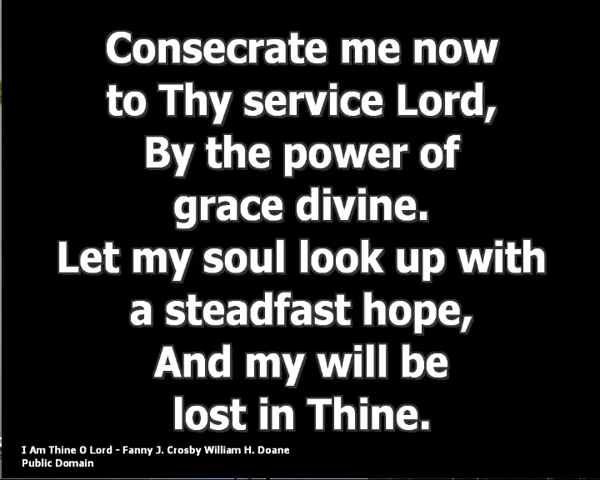 Consecrate me now
to Thy service Lord,
By the power of
grace divine.
Let my soul look up with
a steadfast hope,
And my will be
lost in Thine.
I Am Thine O Lord - Fanny J. Crosby William H. Doane
Public Domain